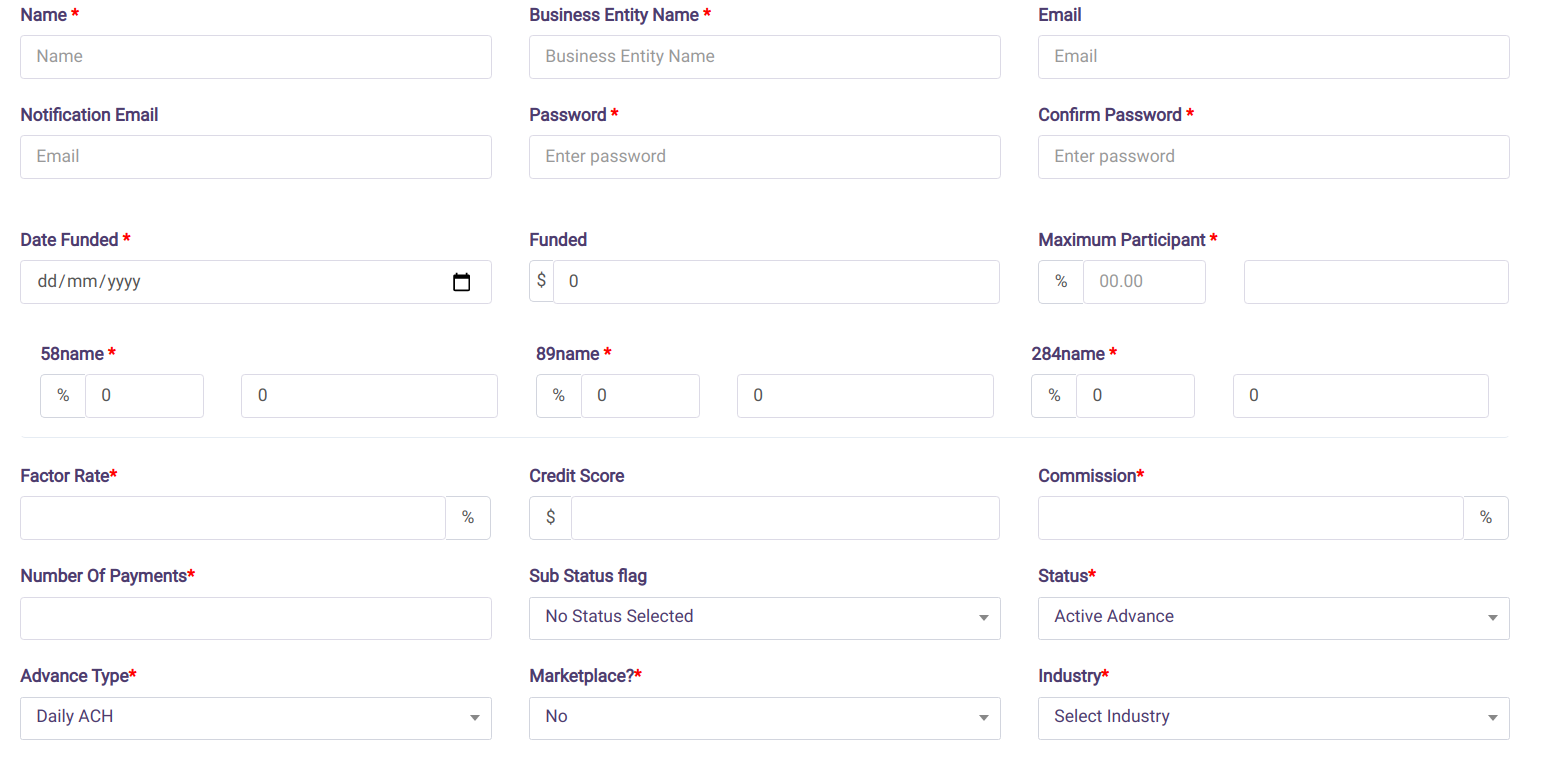 Name * Business Entity Name * Email
Name Business Entity Name Email
Notification Email Password * Confirm Password *
Email Enter password Enter password
Date Funded * Funded Maximum Participant *
dd/mm/yyyy $ 0 % 00.00
58name * 89name * 284name *
% 0 0 % 0 0 % 0 0
Factor Rate* Credit Score Commission*
% $ %
Number Of Payments* Sub Status flag Status*
No Status Selected Active Advance
Advance Type* Marketplace?* Industry*
Daily ACH No Select Industry